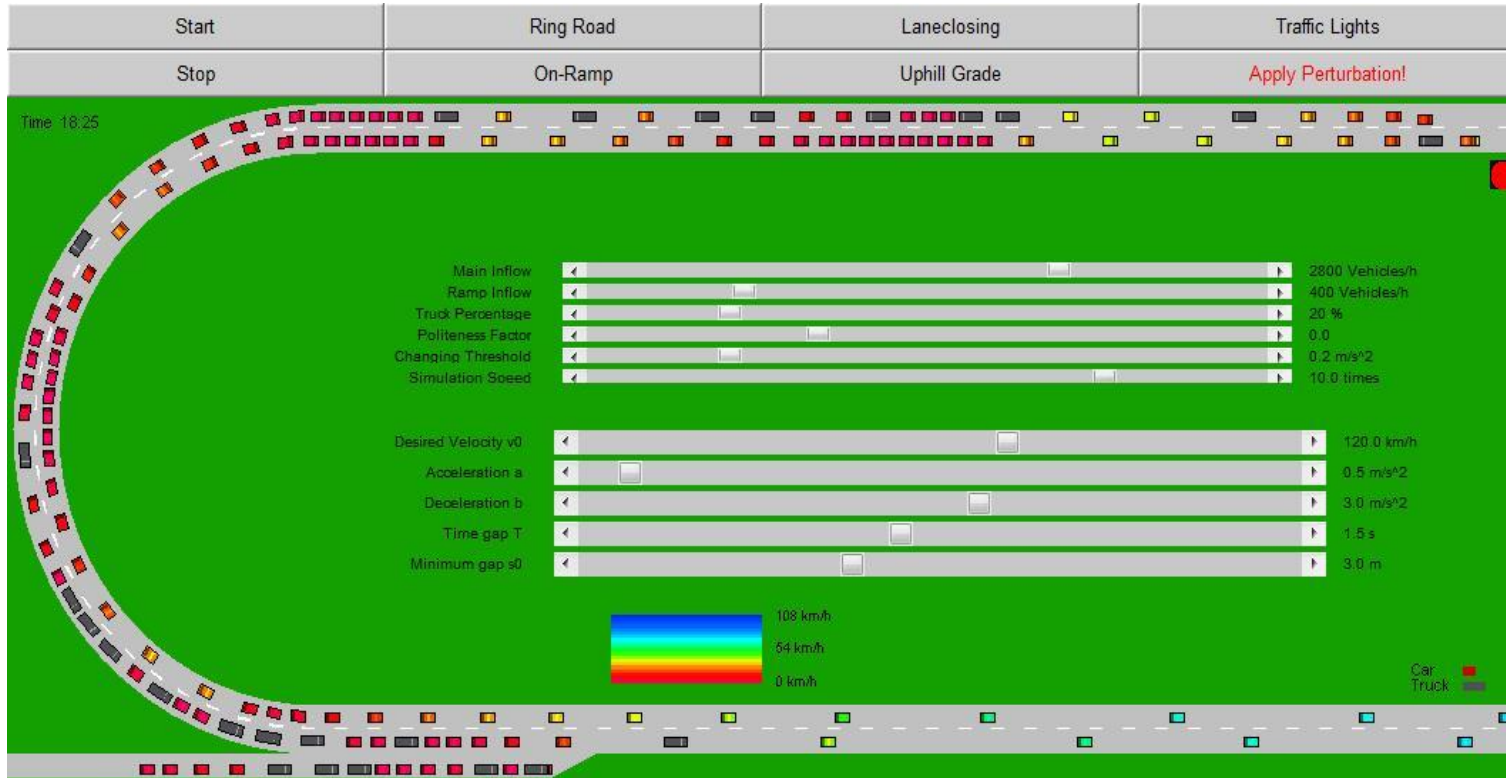 Start Ring Road Laneclosing Traffic Lights
Stop On-Ramp Uphill Grade Apply Perturbation!
Time 18:25
Main Inflow 2800 Vehicles/h
Ramp Inflow 400 Vehicles/h
Truck Percentage 20 %
Politeness Factor 0.0
Changing Threshold 0.2 m/s^2
Simulation Soeed 10.0 times
Desired Velocity v0 120.0 km/h
Acceleration a 0.5 m/s^2
Deceleration b 3.0 m/s^2
Time gap T 1.5 s
Minimum gap s0 3.0 m
108 km/h
54 km/h
0 km/h
Car
Truck